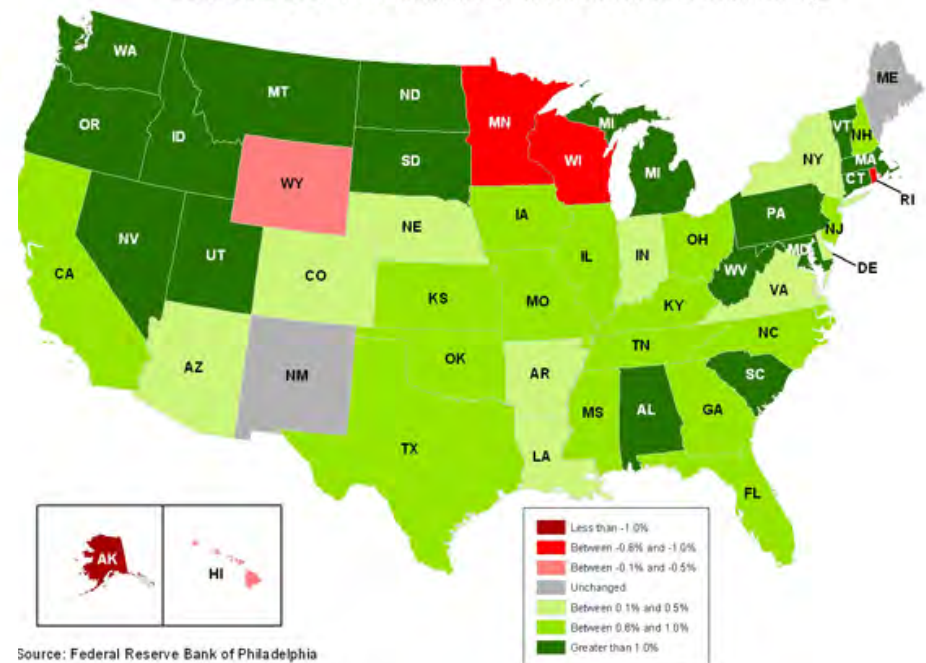 WA
MT
ND
MN
ME
OR
ID
MI
VT
NH
SD
WI
NY
MA
WY
MI
CT
RI
IA
PA
NE
NJ
NV
OH
UT
IL
IN
MD
DE
CA
CO
WV
VA
KS
MO
KY
NC
TN
AZ
OK
NM
AR
SC
MS
AL
GA
TX
LA
FL
AK
HI
Less than -1.0%
Between -0.6% and -1.0%
Between -0.1% and -0.5%
Unchanged
Between 0.1% and 0.5%
Between 0.6% and 1.0%
Greater than 1.0%
Source: Federal Reserve Bank of Philadelphia